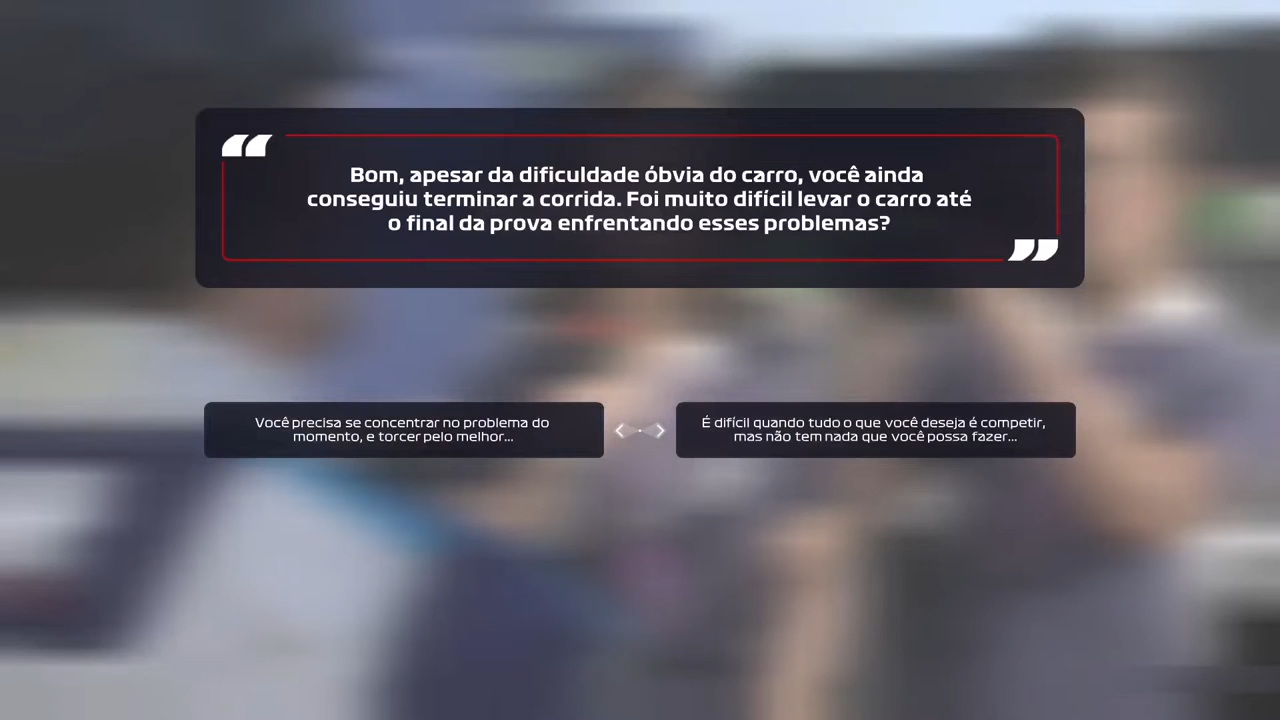 Bom, apesar da dificuldade óbvia do carro, você ainda
conseguiu terminar a corrida. Foi muito difícil levar o carro até
o final da prova enfrentando esses problemas?
Você precisa se concentrar no problema do
momento, e torcer pelo melhor...
É difícil quando tudo o que você deseja é competir,
mas não tem nada que você possa fazer...